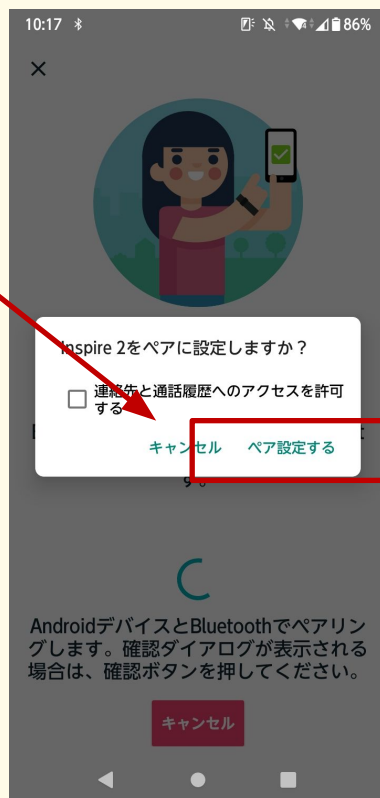 10:17
86%
Inspire 2をペアに設定しますか？
連絡先と通話履歴へのアクセスを許可
する
キャンセル ペア設定する
す。
AndroidデバイスとBluetoothでペアリン
グします。確認ダイアログが表示される
場合は、確認ボタンを押してください。
キャンセル